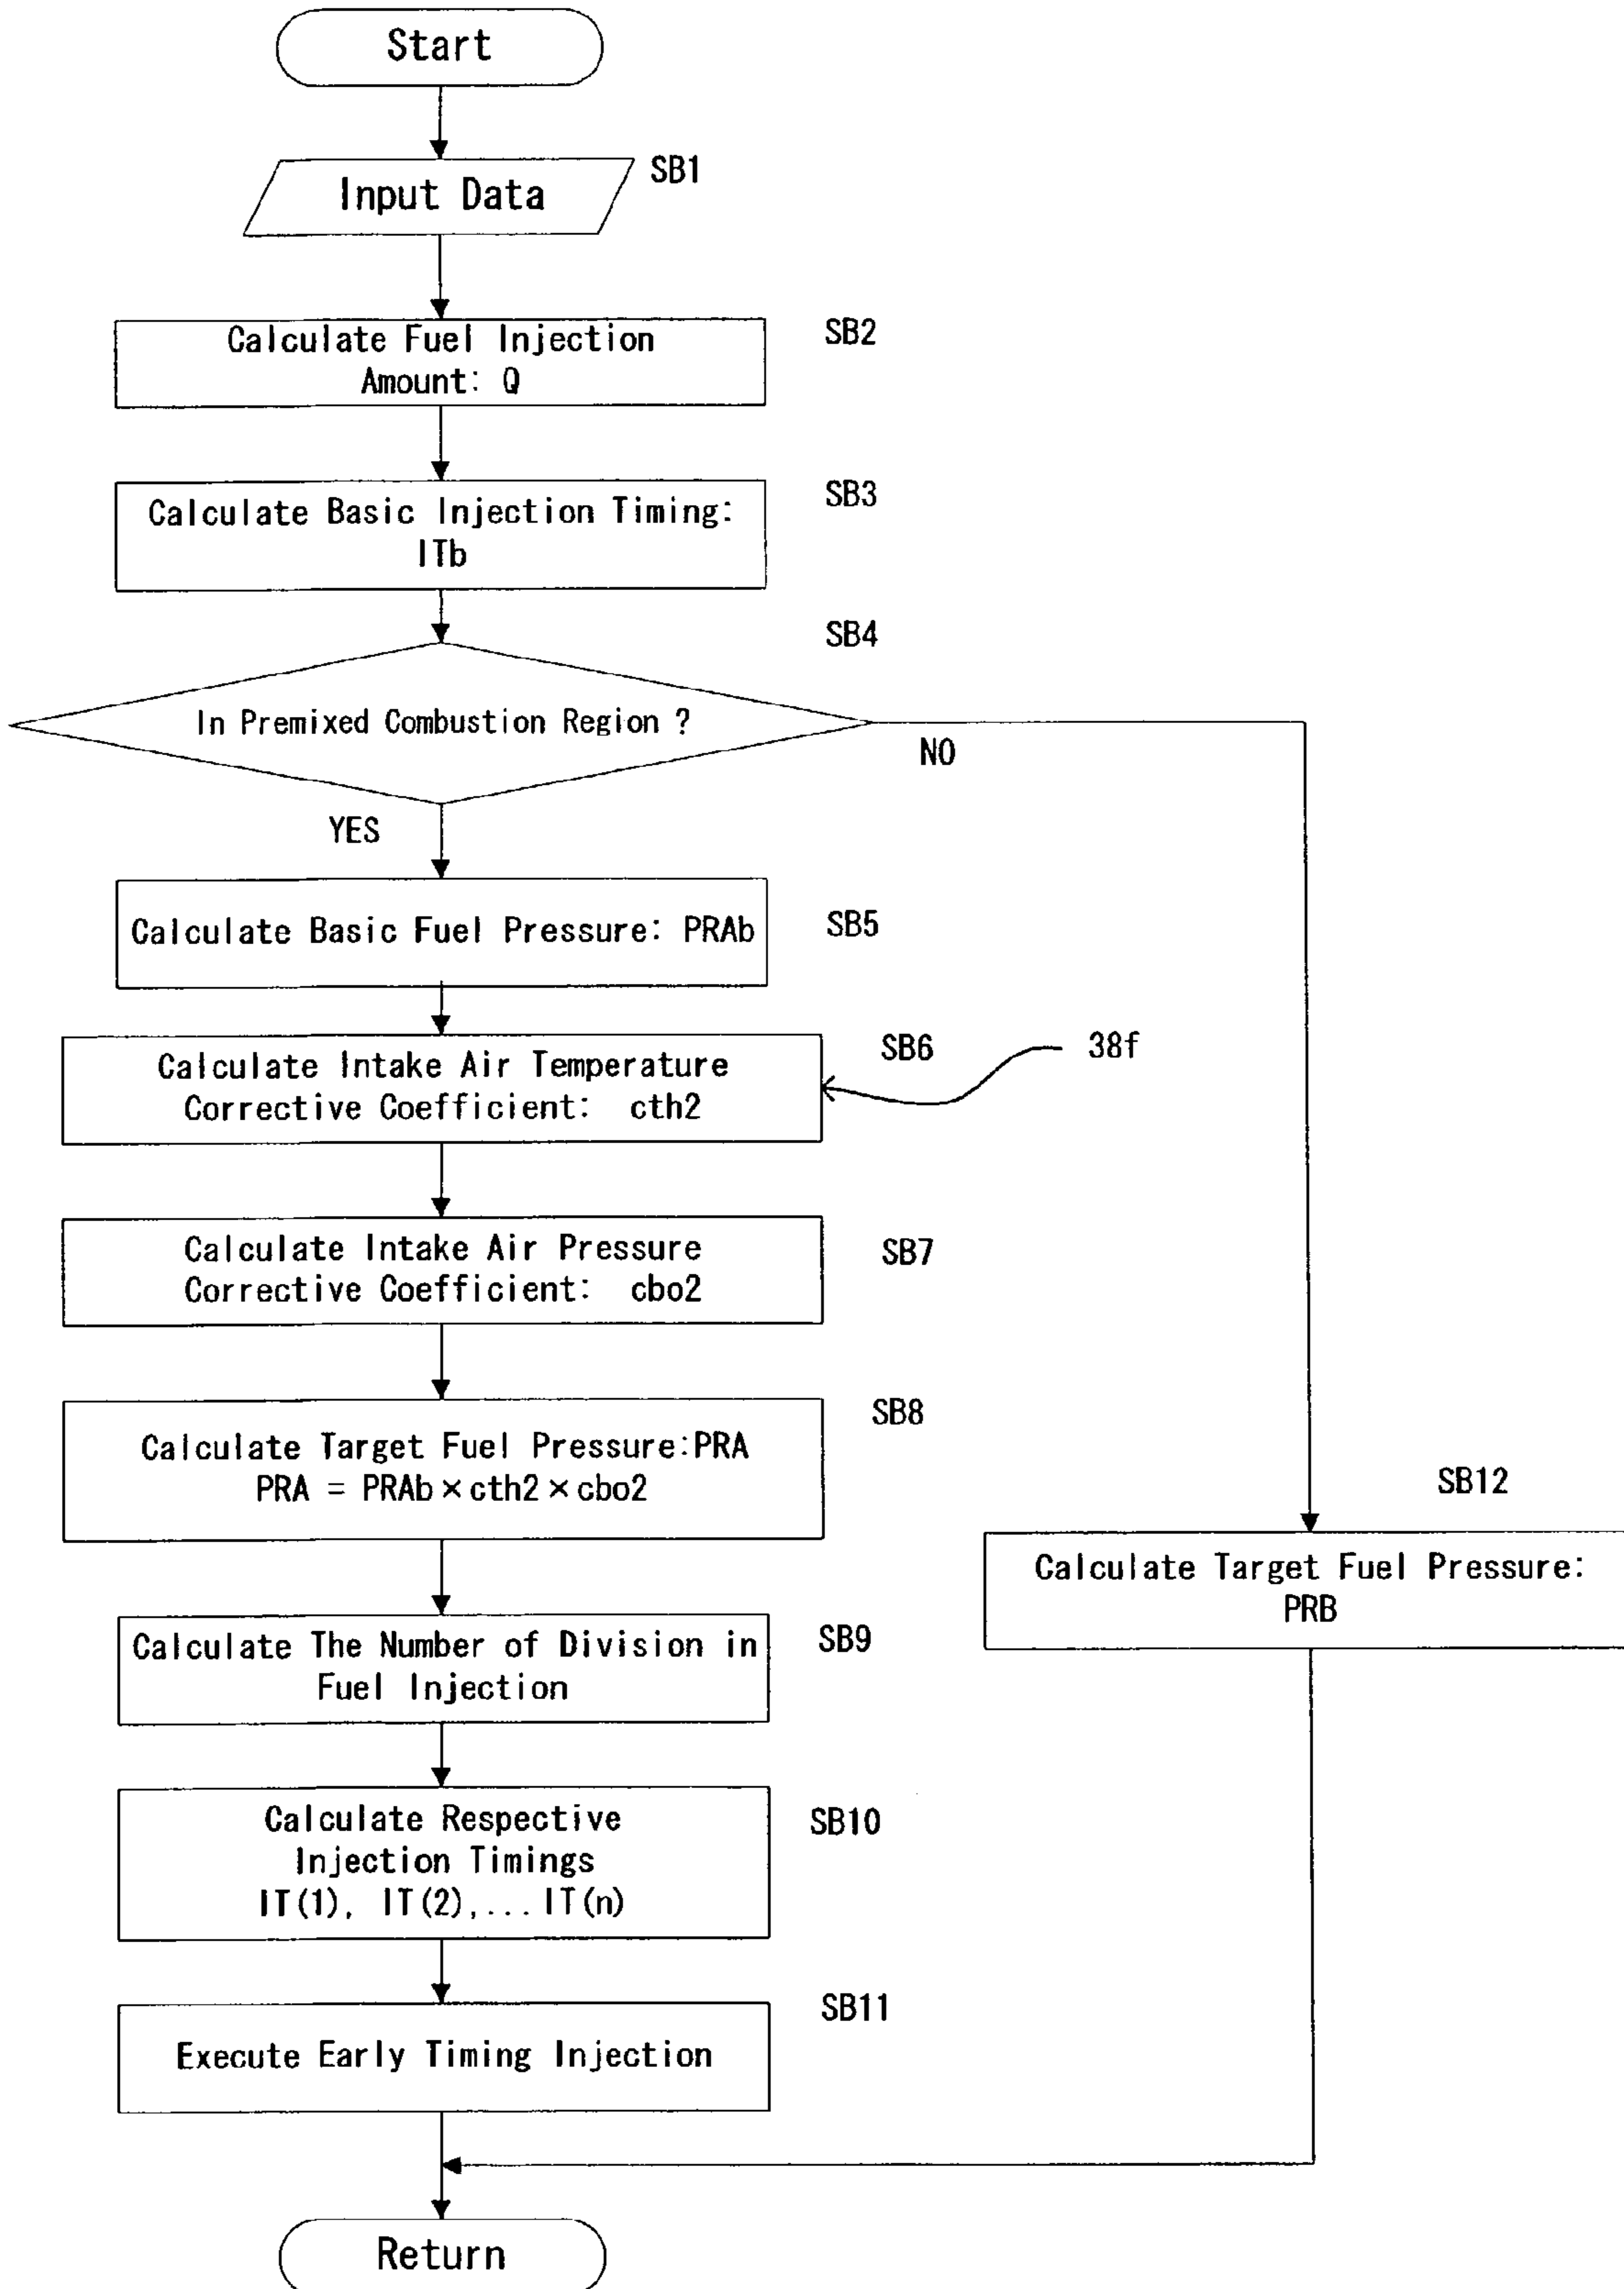 Start
Input Data
SB1
Calculate Fuel Injection
Amount: Q
SB2
Calculate Basic Injection Timing:
ITb
SB3
SB4
In Premixed Combustion Region ?
NO
YES
Calculate Basic Fuel Pressure: PRAb
SB5
Calculate Intake Air Temperature
Corrective Coefficient: cth2
SB6
38f
Calculate Intake Air Pressure
Corrective Coefficient: cbo2
SB7
SB8
Calculate Target Fuel Pressure:PRA
PRA = PRAb×cth2×cbo2
SB12
Calculate Target Fuel Pressure:
PRB
Calculate The Number of Division in
Fuel Injection
SB9
Calculate Respective
Injection Timings
IT(1), IT(2),...IT(n)
SB10
SB11
Execute Early Timing Injection
Return